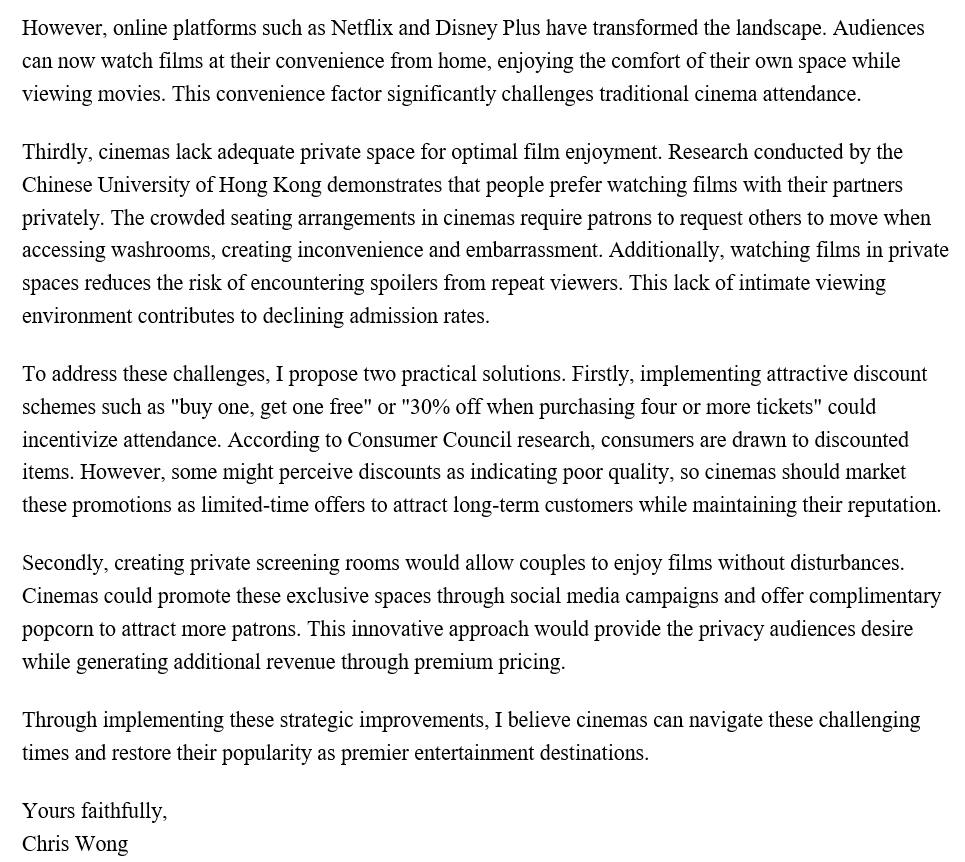 However, online platforms such as Netflix and Disney Plus have transformed the landscape. Audiences
can now watch films at their convenience from home, enjoying the comfort of their own space while
viewing movies. This convenience factor significantly challenges traditional cinema attendance.
Thirdly, cinemas lack adequate private space for optimal film enjoyment. Research conducted by the
Chinese University of Hong Kong demonstrates that people prefer watching films with their partners
privately. The crowded seating arrangements in cinemas require patrons to request others to move when
accessing washrooms, creating inconvenience and embarrassment. Additionally, watching films in private
spaces reduces the risk of encountering spoilers from repeat viewers. This lack of intimate viewing
environment contributes to declining admission rates.
To address these challenges, I propose two practical solutions. Firstly, implementing attractive discount
schemes such as "buy one, get one free" or "30% off when purchasing four or more tickets" could
incentivize attendance. According to Consumer Council research, consumers are drawn to discounted
items. However, some might perceive discounts as indicating poor quality, so cinemas should market
these promotions as limited-time offers to attract long-term customers while maintaining their reputation.
Secondly, creating private screening rooms would allow couples to enjoy films without disturbances.
Cinemas could promote these exclusive spaces through social media campaigns and offer complimentary
popcorn to attract more patrons. This innovative approach would provide the privacy audiences desire
while generating additional revenue through premium pricing.
Through implementing these strategic improvements, I believe cinemas can navigate these challenging
times and restore their popularity as premier entertainment destinations.
Yours faithfully,
Chris Wong